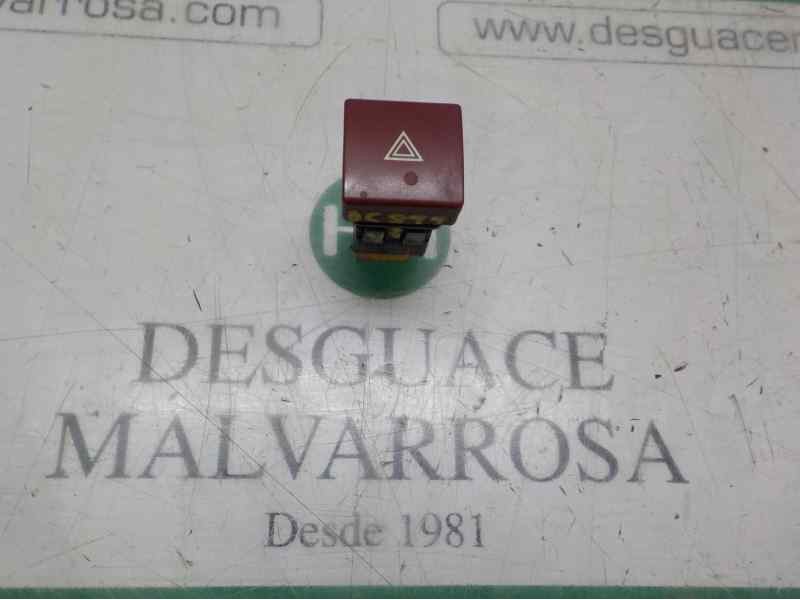 varrosa.com
www.desguacem
DESGUACE
MALVARROSA
Desde 1981